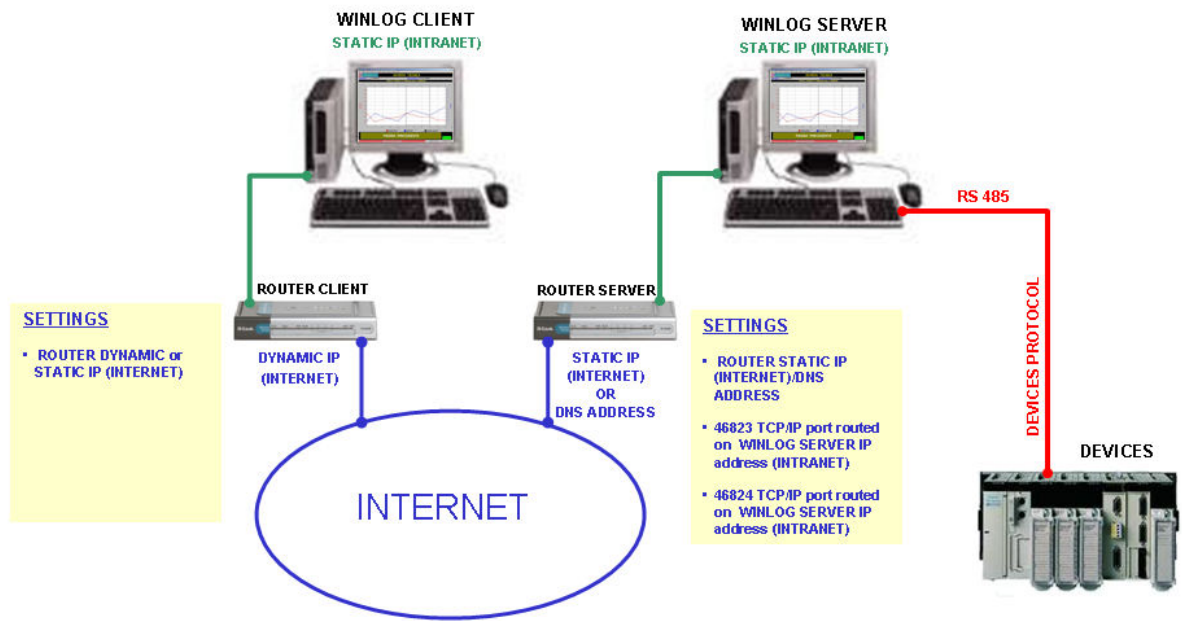 WINLOG CLIENT
STATIC IP (INTRANET)
WINLOG SERVER
STATIC IP (INTRANET)
RS 485
DEVICES PROTOCOL
DEVICES
ROUTER CLIENT
DYNAMIC IP
(INTERNET)
ROUTER SERVER
STATIC IP
(INTERNET)
OR
DNS ADDRESS
SETTINGS
▪ ROUTER DYNAMIC or
STATIC IP (INTERNET)
SETTINGS
▪ ROUTER STATIC IP
(INTERNET)/DNS
ADDRESS
▪ 46823 TCP/IP port routed
on WINLOG SERVER IP
address (INTRANET)
▪ 46824 TCP/IP port routed
on WINLOG SERVER IP
address (INTRANET)
INTERNET